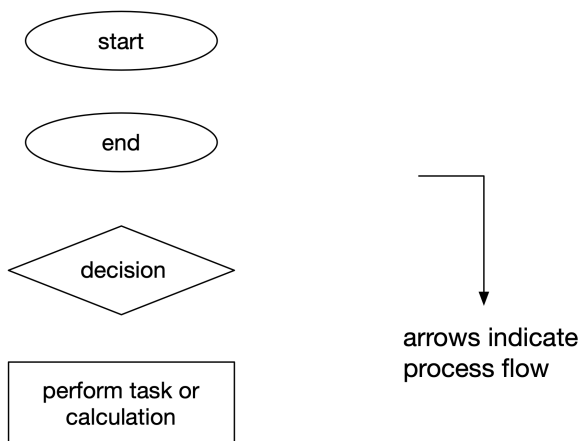 start
end
decision
perform task or
calculation
arrows indicate
process flow